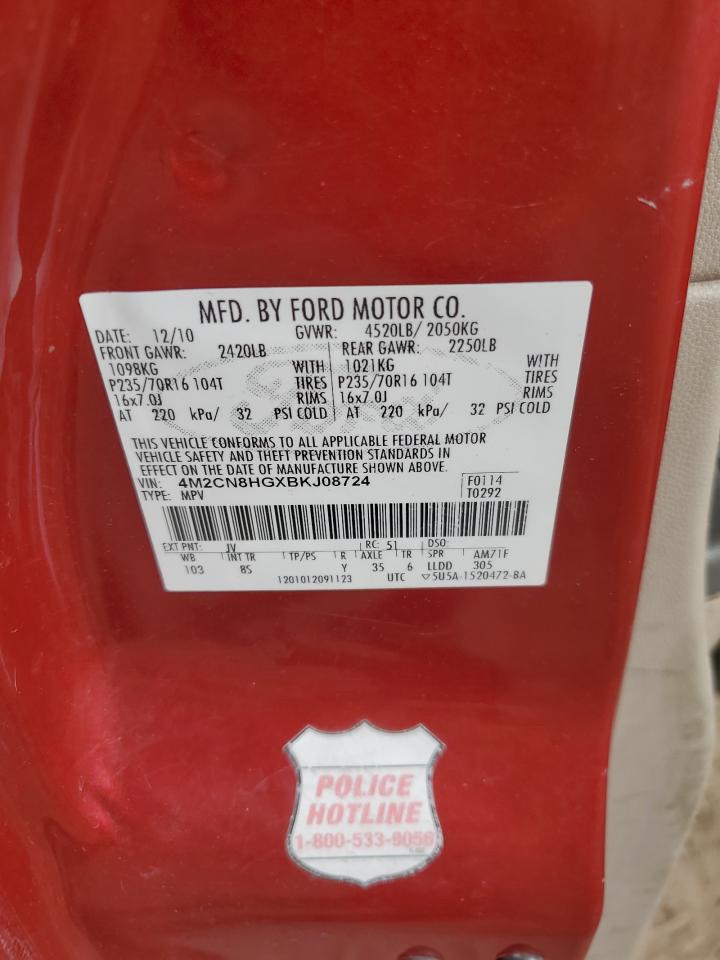 MFD. BY FORD MOTOR CO.
DATE: 12/10 GVWR: 4520LB/ 2050KG
FRONT GAWR: 2420LB REAR GAWR: 2250LB
1098KG WITH 1021KG WITH
P235/70R16 104T TIRES P235/70R16 104T TIRES
16x7.0J RIMS 16x7.0J RIMS
AT 220 kPa/ 32 PSI COLD AT 220 kPa/ 32 PSI COLD
THIS VEHICLE CONFORMS TO ALL APPLICABLE FEDERAL MOTOR
VEHICLE SAFETY AND THEFT PREVENTION STANDARDS IN
EFFECT ON THE DATE OF MANUFACTURE SHOWN ABOVE.
VIN: 4M2CN8HGXBKJ08724 F0114
TYPE: MPV T0292
EXT PNT: JV RC: 51 DSO:
WB INT TR TP/PS R AXLE TR SPR AM71F
103 8S Y 35 6 LLDD 305
1201012091123 UTC ▽5U5A-1520472-BA
POLICE
HOTLINE
1-800-533-9056